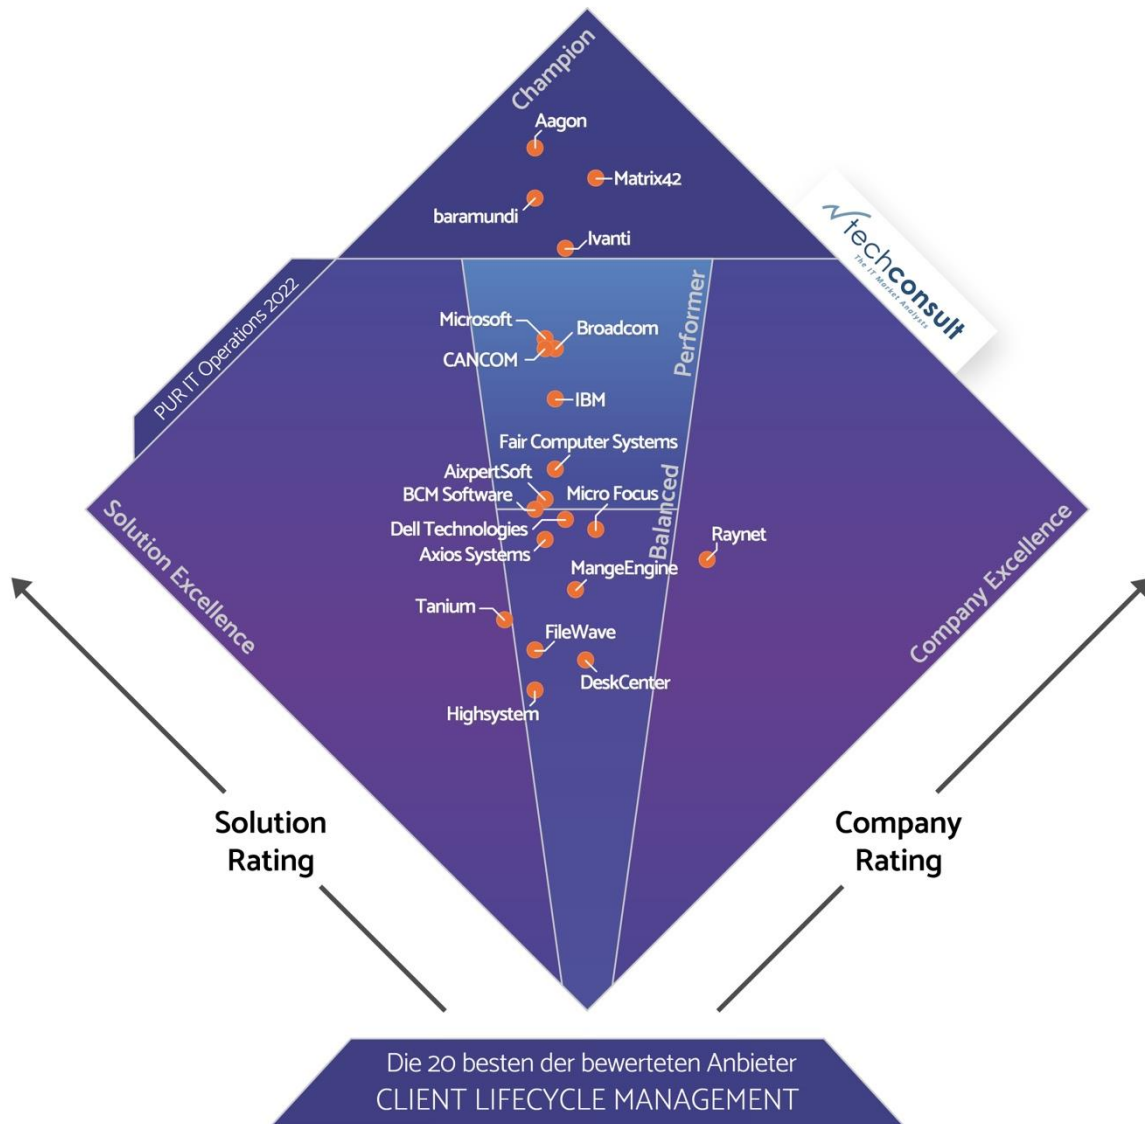 Champion
Aagon
Matrix42
baramundi
Ivanti
techconsult
The IT Market Analysts
PUR IT Operations 2022
Performer
Microsoft
Broadcom
CANCOM
IBM
Fair Computer Systems
AixpertSoft
BCM Software
Micro Focus
Balanced
Dell Technologies
Axios Systems
Raynet
MangeEngine
Tanium
FileWave
DeskCenter
Highsystem
Solution Excellence
Company Excellence
Solution
Rating
Company
Rating
Die 20 besten der bewerteten Anbieter
CLIENT LIFECYCLE MANAGEMENT